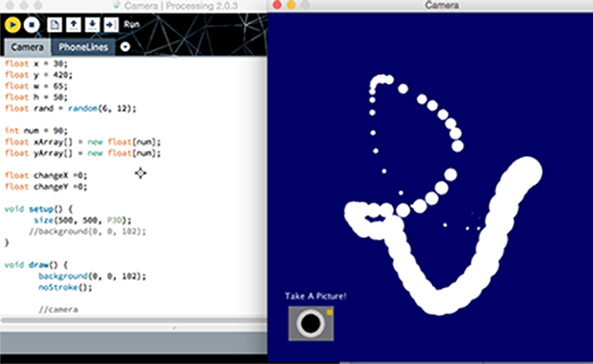 Camera | Processing 2.0.3
Run
Camera PhoneLines
float x = 30;
float y = 420;
float w = 65;
float h = 50;
float rand = random(6, 12);
int num = 90;
float xArray[] = new float[num];
float yArray[] = new float[num];
float changeX =0;
float changeY =0;
void setup() {
size(500, 500, P3D);
//background(0, 0, 102);
}
void draw() {
background(0, 0, 102);
noStroke();
//camera
Camera
Take A Picture!